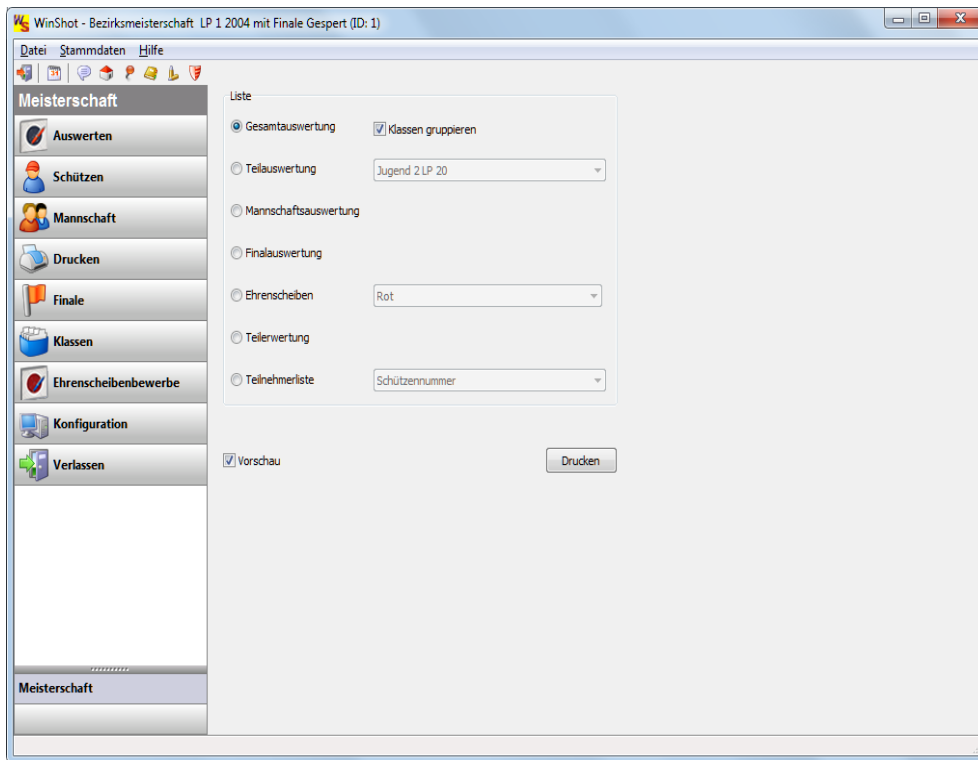 WinShot - Bezirksmeisterschaft LP 1 2004 mit Finale Gespert (ID: 1)
Datei Stammdaten Hilfe
31
Meisterschaft
Auswerten
Schützen
Mannschaft
Drucken
Finale
Klassen
Ehrenscheibenbewerbe
Konfiguration
Verlassen
Meisterschaft
Liste
Gesamtauswertung Klassen gruppieren
Teilauswertung Jugend 2 LP 20
Mannschaftsauswertung
Finalauswertung
Ehrenscheiben Rot
Teilerwertung
Teilnehmerliste Schützennummer
Vorschau Drucken